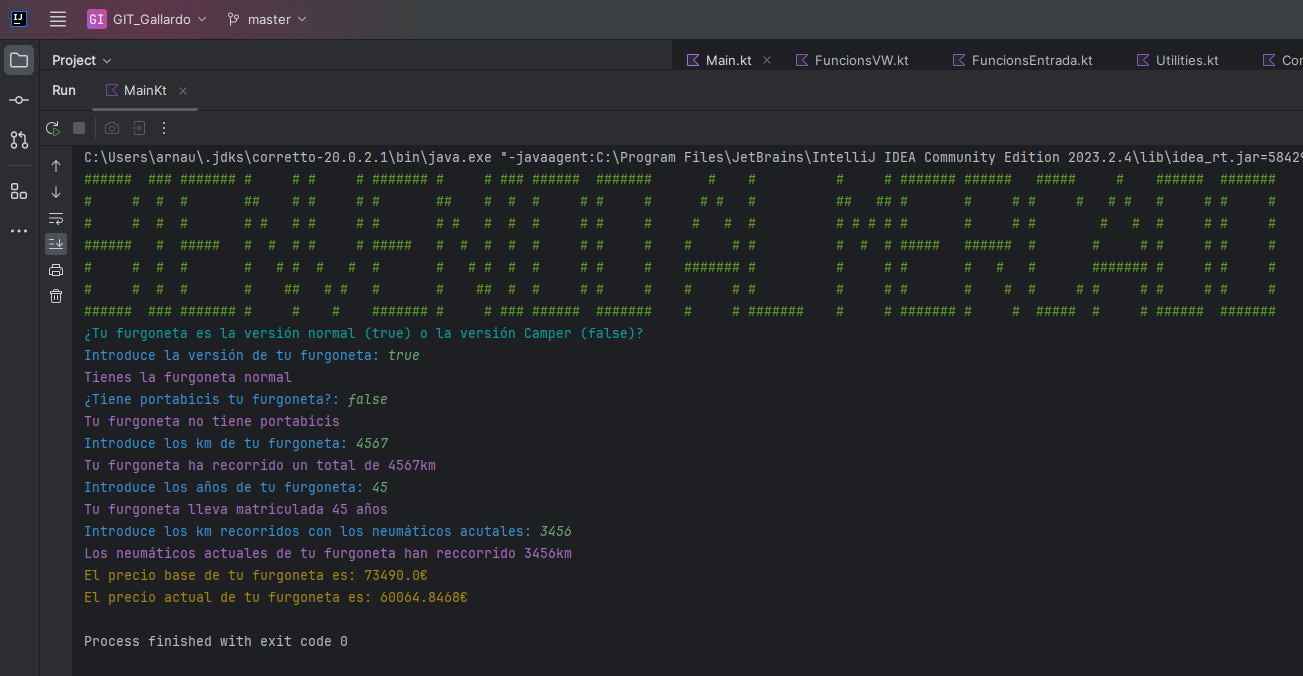 GI GIT_Gallardo master
Project
Main.kt
FuncionsVW.kt
FuncionsEntrada.kt
Utilities.kt
Run MainKt
C:\Users\arnau\.jdks\corretto-20.0.2.1\bin\java.exe "-javaagent:C:\Program Files\JetBrains\IntelliJ IDEA Community Edition 2023.2.4\lib\idea_rt.jar=5842
BIENVENIDO A MERCADO
¿Tu furgoneta es la versión normal (true) o la versión Camper (false)?
Introduce la versión de tu furgoneta: true
Tienes la furgoneta normal
¿Tiene portabicis tu furgoneta?: false
Tu furgoneta no tiene portabicis
Introduce los km de tu furgoneta: 4567
Tu furgoneta ha recorrido un total de 4567km
Introduce los años de tu furgoneta: 45
Tu furgoneta lleva matriculada 45 años
Introduce los km recorridos con los neumáticos acutales: 3456
Los neumáticos actuales de tu furgoneta han reccorrido 3456km
El precio base de tu furgoneta es: 73490.0€
El precio actual de tu furgoneta es: 60064.8468€
Process finished with exit code 0